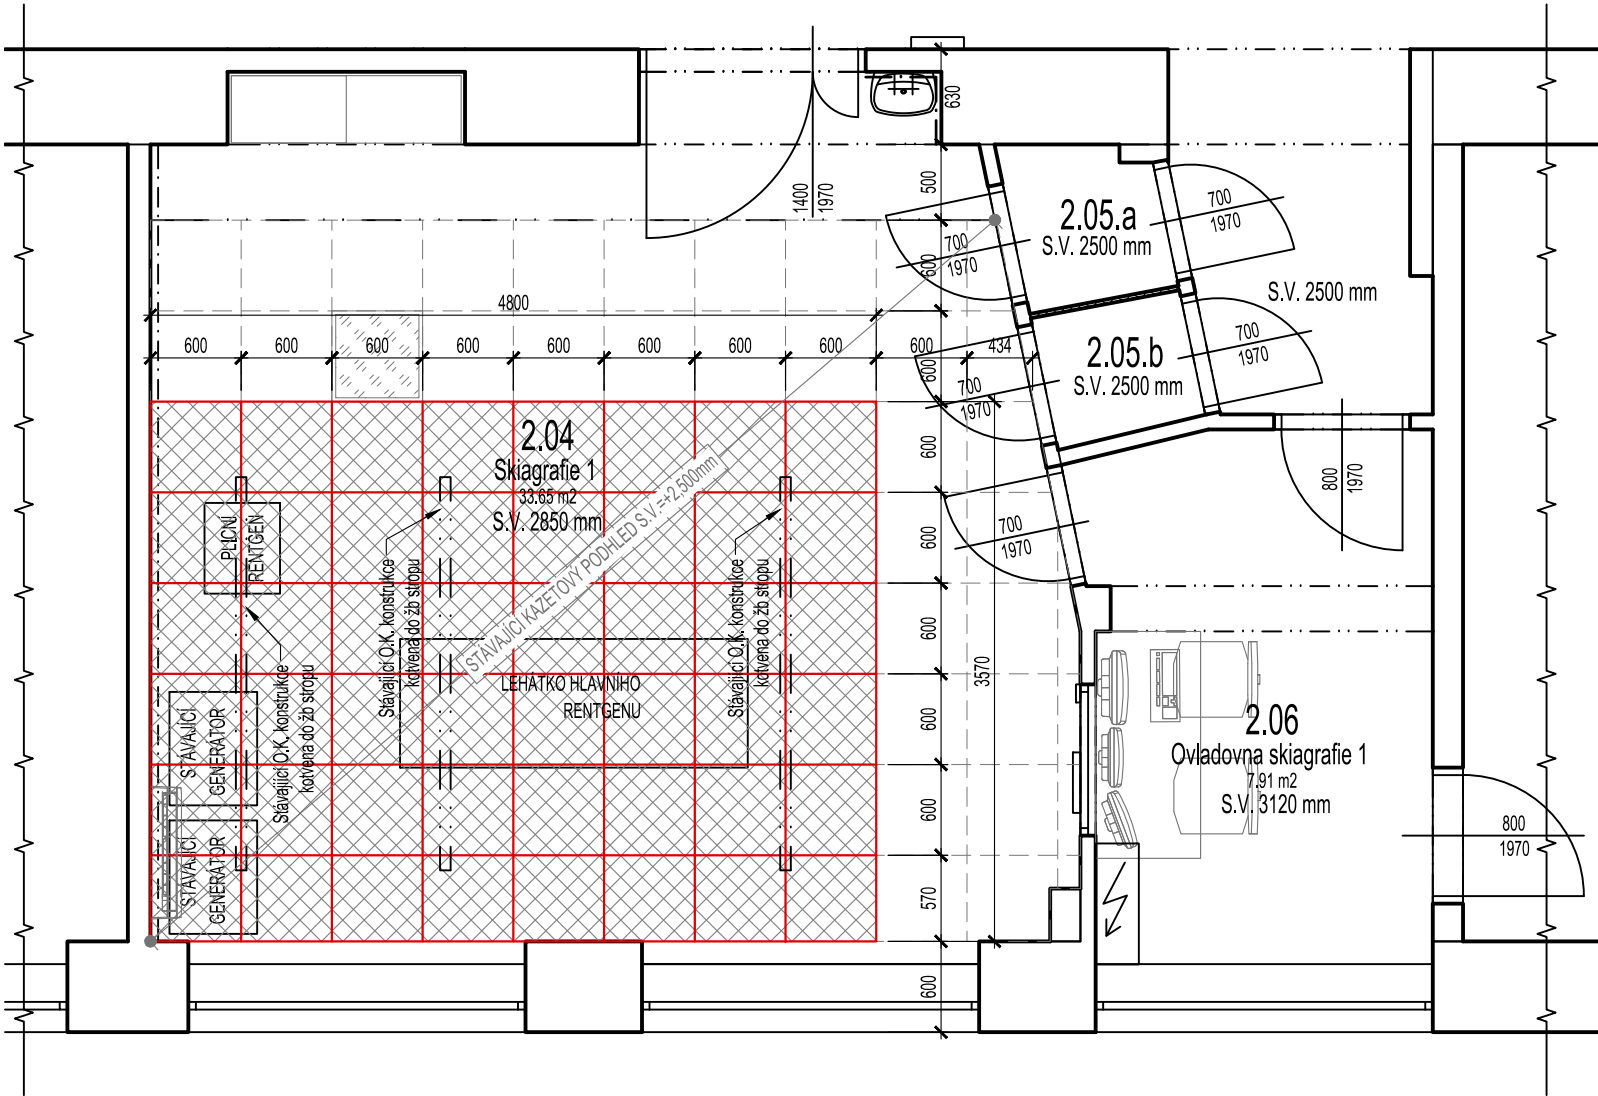 630
500
1400
1970
700
1970
600
2.05.a
S.V. 2500 mm
700
1970
S.V. 2500 mm
4800
600
600
600
600
600
600
600
600
600
434
600
700
1970
2.05.b
S.V. 2500 mm
700
1970
2.04
Skiagrafie 1
33.65 m2
S.V. 2850 mm
STÁVAJÍCÍ KAZETOVÝ PODHLED S.V.=+2,500mm
600
600
600
600
600
570
600
3570
700
1970
800
1970
PLICNÍ
RENTGEN
Stávající O.K. konstrukce
kotvena do žb stropu
Stávající O.K. konstrukce
kotvena do žb stropu
Stávající O.K. konstrukce
kotvena do žb stropu
LEHÁTKO HLAVNÍHO
RENTGENU
STÁVAJÍCÍ
GENERÁTOR
STÁVAJÍCÍ
GENERÁTOR
2.06
Ovladovna skiagrafie 1
7.91 m2
S.V. 3120 mm
800
1970